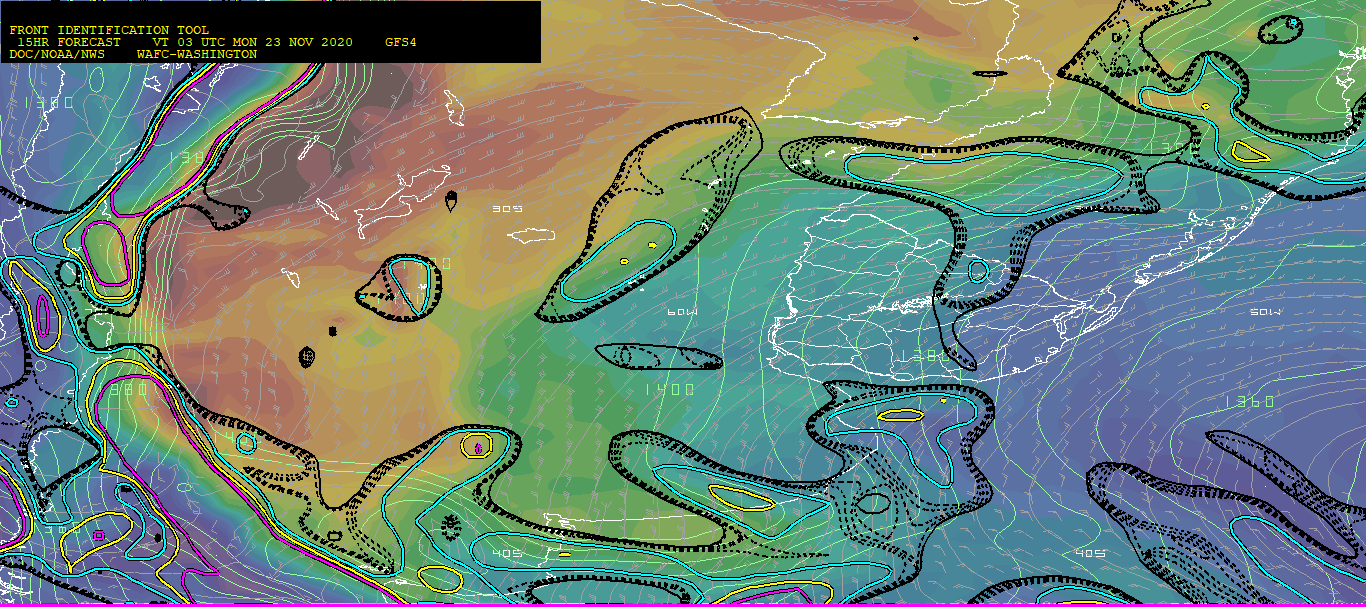 FRONT IDENTIFICATION TOOL
15HR FORECAST VT 03 UTC MON 23 NOV 2020 GFS4
DOC/NOAA/NWS WAFC-WASHINGTON
1380
30S
60W
50W
1380
1400
1360
40S
40S